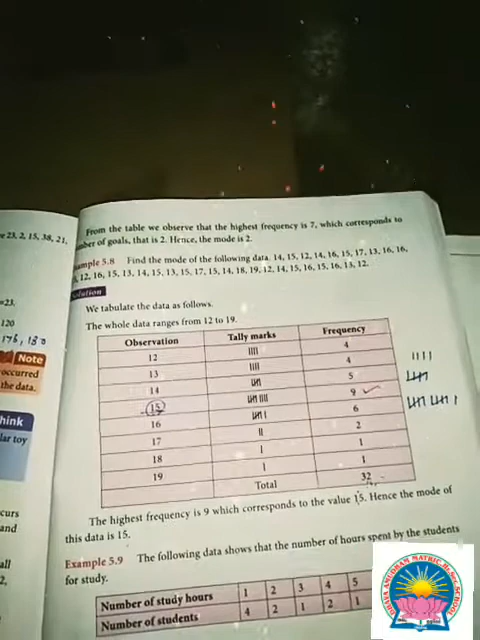 e 23, 2, 15, 38, 21,
=23.
120
175, 180
Note
occurred
the data.
hink
lar toy
curs
and
all
2,
From the table we observe that the highest frequency is 7, which corresponds to
mber of goals, that is 2. Hence, the mode is 2.
ample 5.8 Find the mode of the following data. 14, 15, 12, 14, 16, 15, 17, 13, 16, 16,
, 12, 16, 15, 13, 14, 15, 13, 15, 17, 15, 14, 18, 19, 12, 14, 15, 16, 15, 16, 13, 12.
olution
We tabulate the data as follows.
The whole data ranges from 12 to 19.
Observation Tally marks Frequency
12 4
13 4
14 5
15 9
16 6
17 2
18 1
19 1
Total 32
The highest frequency is 9 which corresponds to the value 15. Hence the mode of
this data is 15.
Example 5.9 The following data shows that the number of hours spent by the students
for study.
Number of study hours 1 2 3 4 5
Number of students 4 2 1 2 1